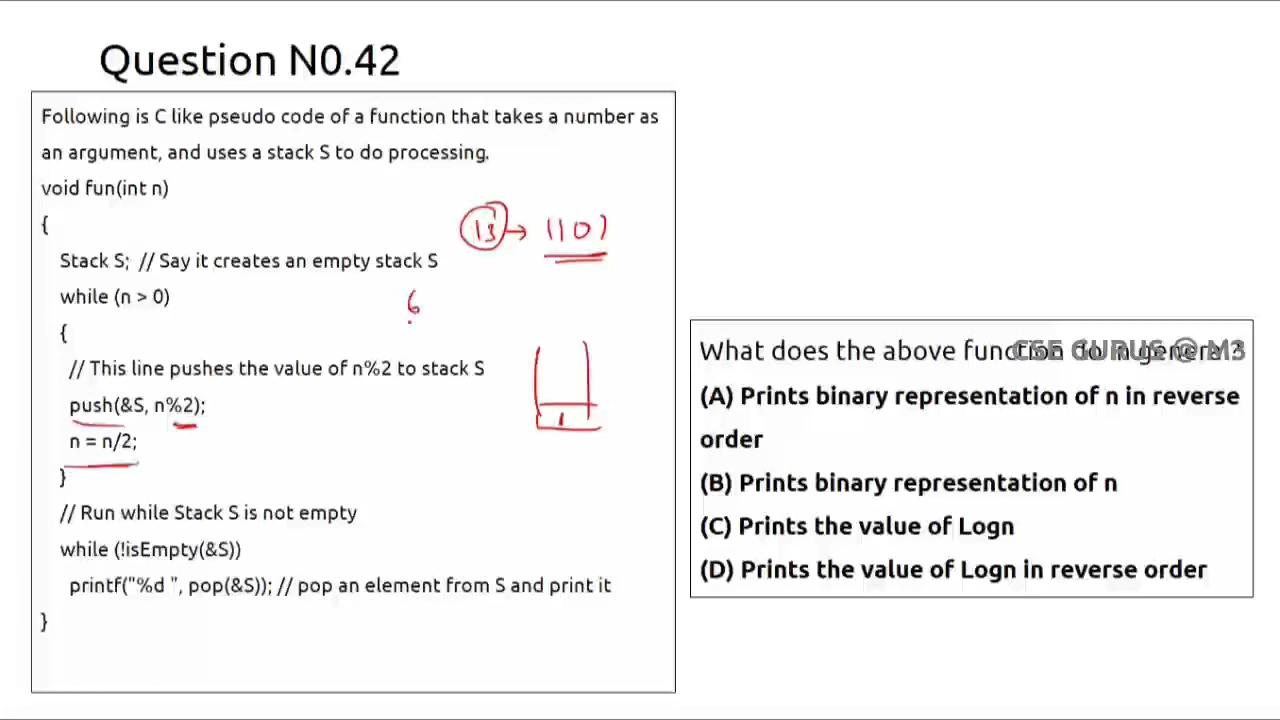 Question N0.42
Following is C like pseudo code of a function that takes a number as
an argument, and uses a stack S to do processing.
void fun(int n)
{
13 → 1101
Stack S; // Say it creates an empty stack S
while (n > 0)
6
{
// This line pushes the value of n%2 to stack S
push(&S, n%2);
1
n = n/2;
}
// Run while Stack S is not empty
while (!isEmpty(&S))
printf("%d ", pop(&S)); // pop an element from S and print it
}
What does the above function do in general?
CSE GURUS @ M3
(A) Prints binary representation of n in reverse
order
(B) Prints binary representation of n
(C) Prints the value of Logn
(D) Prints the value of Logn in reverse order